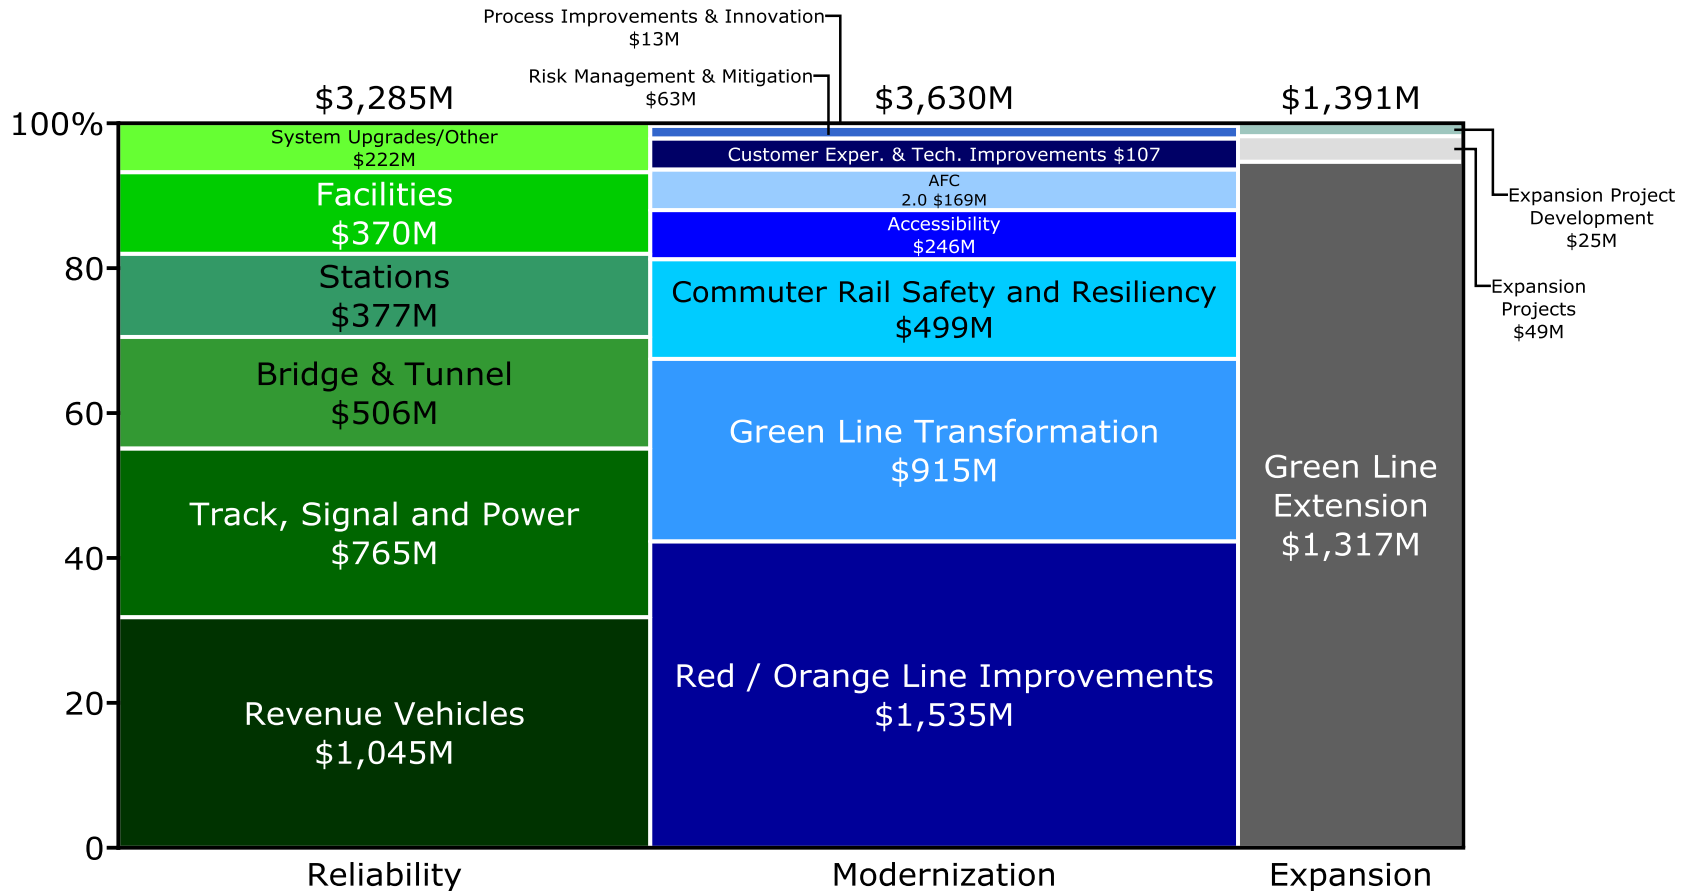 Process Improvements & Innovation
$13M
Risk Management & Mitigation
$63M
$3,285M
$3,630M
$1,391M
100%
80
60
40
20
0
System Upgrades/Other
$222M
Facilities
$370M
Stations
$377M
Bridge & Tunnel
$506M
Track, Signal and Power
$765M
Revenue Vehicles
$1,045M
Customer Exper. & Tech. Improvements $107
AFC
2.0 $169M
Accessibility
$246M
Commuter Rail Safety and Resiliency
$499M
Green Line Transformation
$915M
Red / Orange Line Improvements
$1,535M
Green Line
Extension
$1,317M
Expansion Project
Development
$25M
Expansion
Projects
$49M
Reliability
Modernization
Expansion